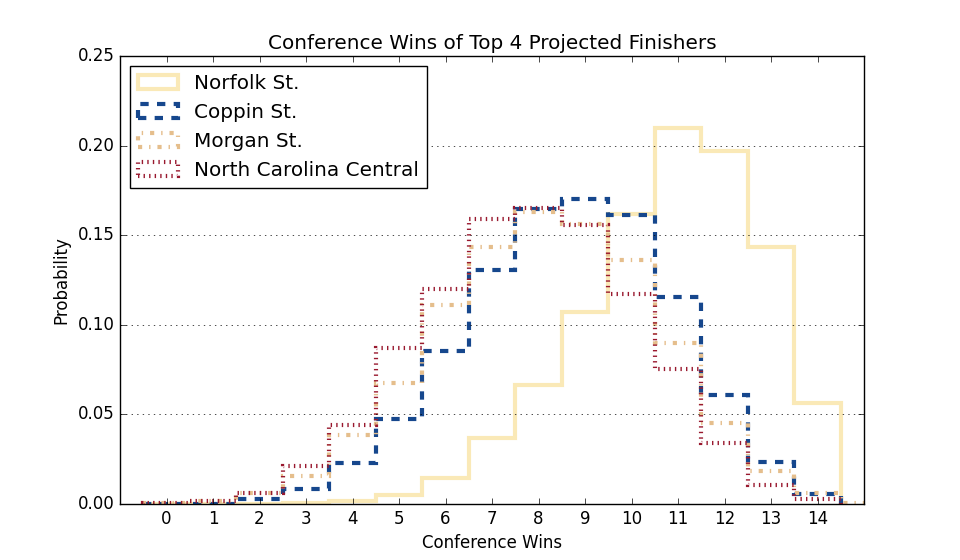 Conference Wins of Top 4 Projected Finishers
0.25
0.20
0.15
0.10
0.05
0.00
Probability
Norfolk St.
Coppin St.
Morgan St.
North Carolina Central
0 1 2 3 4 5 6 7 8 9 10 11 12 13 14
Conference Wins